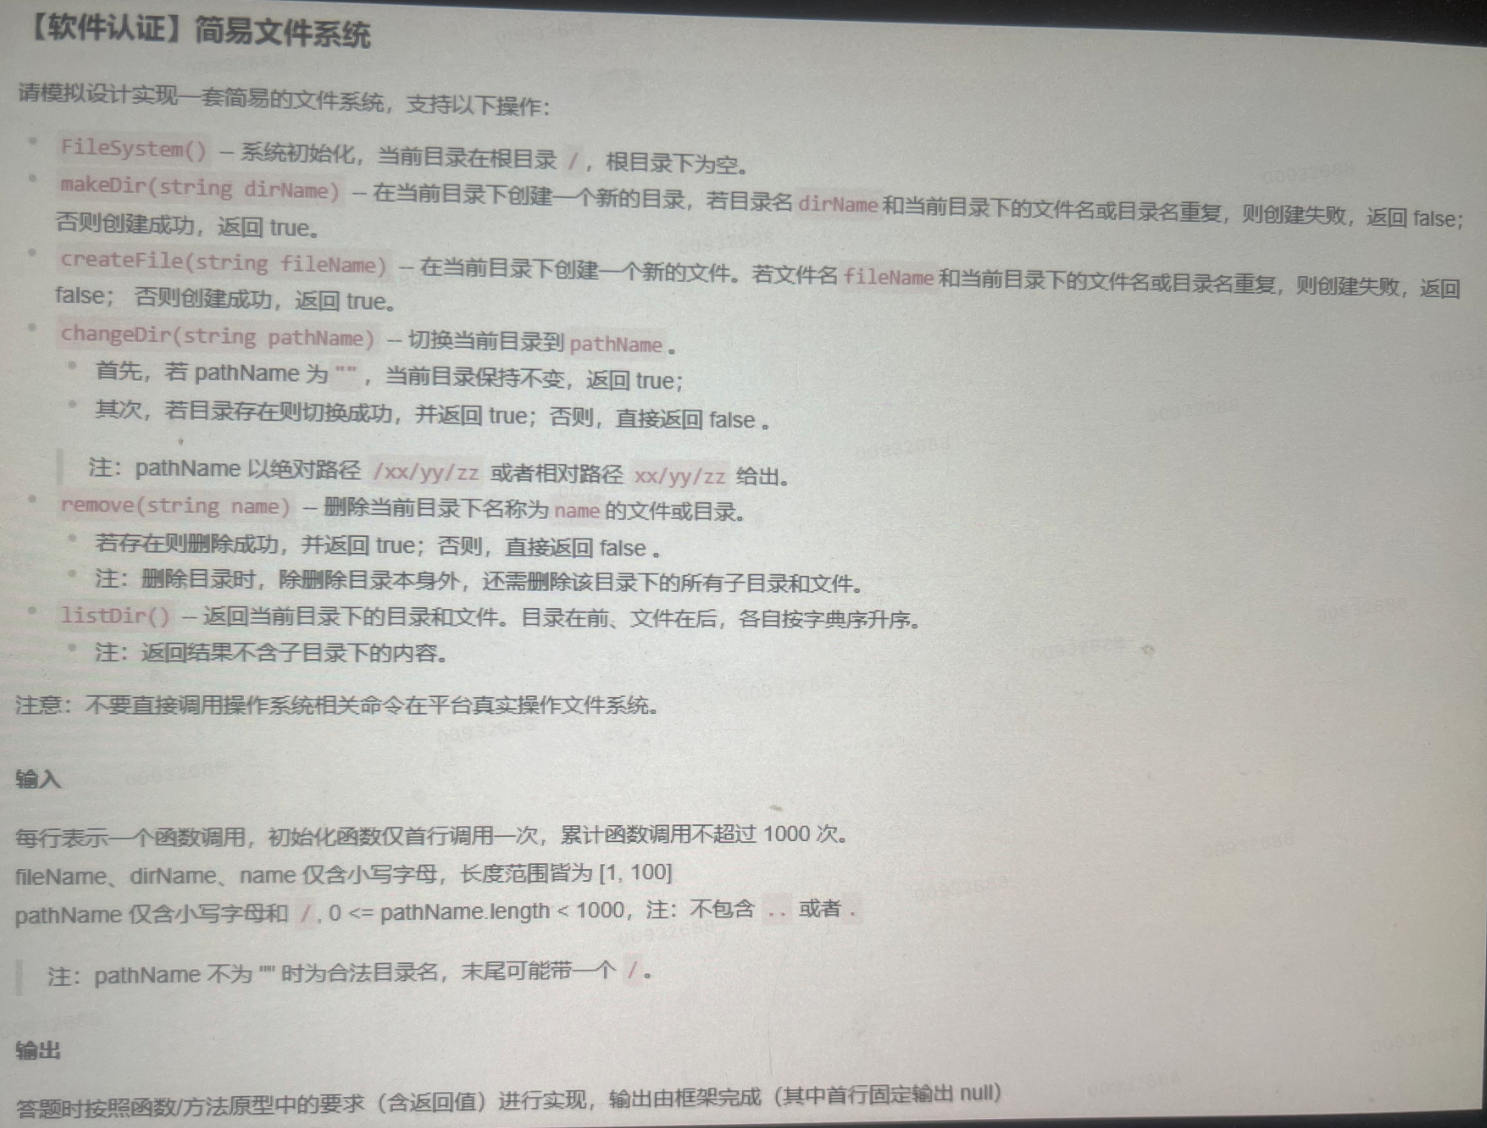 【软件认证】简易文件系统
请模拟设计实现一套简易的文件系统，支持以下操作：
FileSystem() – 系统初始化，当前目录在根目录 / ，根目录下为空。
makeDir(string dirName) – 在当前目录下创建一个新的目录，若目录名 dirName 和当前目录下的文件名或目录名重复，则创建失败，返回 false；
否则创建成功，返回 true。
createFile(string fileName) – 在当前目录下创建一个新的文件。若文件名 fileName 和当前目录下的文件名或目录名重复，则创建失败，返回
false； 否则创建成功，返回 true。
changeDir(string pathName) – 切换当前目录到 pathName 。
首先，若 pathName 为 "" ，当前目录保持不变，返回 true；
其次，若目录存在则切换成功，并返回 true；否则，直接返回 false 。
注：pathName 以绝对路径 /xx/yy/zz 或者相对路径 xx/yy/zz 给出。
remove(string name) – 删除当前目录下名称为 name 的文件或目录。
若存在则删除成功，并返回 true；否则，直接返回 false 。
注：删除目录时，除删除目录本身外，还需删除该目录下的所有子目录和文件。
listDir() – 返回当前目录下的目录和文件。目录在前、文件在后，各自按字典序升序。
注：返回结果不含子目录下的内容。
注意：不要直接调用操作系统相关命令在平台真实操作文件系统。
输入
每行表示一个函数调用，初始化函数仅首行调用一次，累计函数调用不超过 1000 次。
fileName、dirName、name 仅含小写字母，长度范围皆为 [1, 100]
pathName 仅含小写字母和 / , 0 <= pathName.length < 1000，注：不包含 .. 或者 .
注：pathName 不为 "" 时为合法目录名，末尾可能带一个 / 。
输出
答题时按照函数/方法原型中的要求（含返回值）进行实现，输出由框架完成（其中首行固定输出 null）